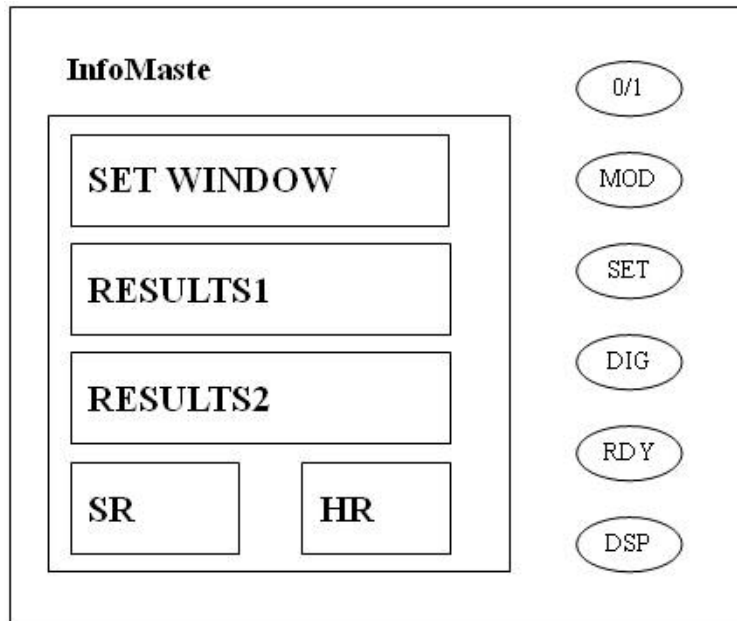 InfoMaste
SET WINDOW
RESULTS1
RESULTS2
SR
HR
0/1
MOD
SET
DIG
RDY
DSP